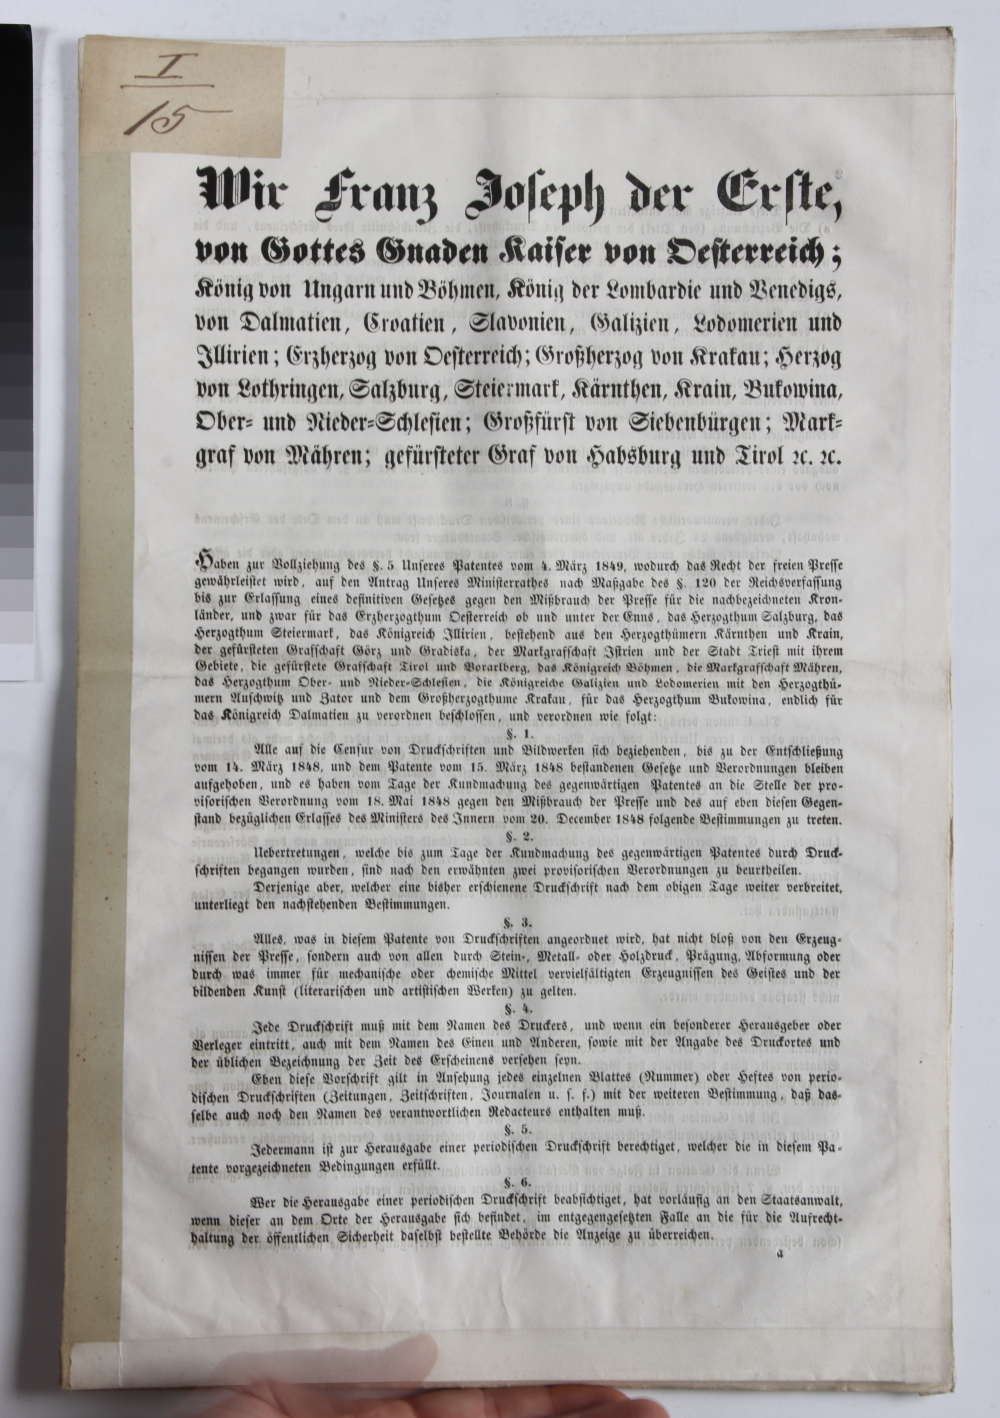 I
15
Wir Franz Joseph der Erste,
von Gottes Gnaden Kaiser von Oesterreich;
König von Ungarn und Böhmen, König der Lombardie und Venedigs,
von Dalmatien, Croatien, Slavonien, Galizien, Lodomerien und
Illirien; Erzherzog von Oesterreich; Großherzog von Krakau; Herzog
von Lothringen, Salzburg, Steiermark, Kärnthen, Krain, Bukowina,
Ober- und Nieder-Schlesien; Großfürst von Siebenbürgen; Mark-
graf von Mähren; gefürsteter Graf von Habsburg und Tirol ꝛc. ꝛc.
Haben zur Vollziehung des §. 5 Unseres Patentes vom 4. März 1849, wodurch das Recht der freien Presse
gewährleistet wird, auf den Antrag Unseres Ministerrathes nach Maßgabe des §. 120 der Reichsverfassung
bis zur Erlassung eines definitiven Gesetzes gegen den Mißbrauch der Presse für die nachbezeichneten Kron-
länder, und zwar für das Erzherzogthum Oesterreich ob und unter der Enns, das Herzogthum Salzburg, das
Herzogthum Steiermark, das Königreich Illirien, bestehend aus den Herzogthümern Kärnthen und Krain,
der gefürsteten Grafschaft Görz und Gradiska, der Markgrafschaft Istrien und der Stadt Triest mit ihrem
Gebiete, die gefürstete Grafschaft Tirol und Vorarlberg, das Königreich Böhmen, die Markgrafschaft Mähren,
das Herzogthum Ober- und Nieder-Schlesien, die Königreiche Galizien und Lodomerien mit den Herzogthü-
mern Auschwitz und Zator und dem Großherzogthume Krakau, für das Herzogthum Bukowina, endlich für
das Königreich Dalmatien zu verordnen beschlossen, und verordnen wie folgt:
§. 1.
Alle auf die Censur von Druckschriften und Bildwerken sich beziehenden, bis zu der Entschließung
vom 14. März 1848, und dem Patente vom 15. März 1848 bestandenen Gesetze und Verordnungen bleiben
aufgehoben, und es haben vom Tage der Kundmachung des gegenwärtigen Patentes an die Stelle der pro-
visorischen Verordnung vom 18. Mai 1848 gegen den Mißbrauch der Presse und des auf eben diesen Gegen-
stand bezüglichen Erlasses des Ministers des Innern vom 20. December 1848 folgende Bestimmungen zu treten.
§. 2.
Uebertretungen, welche bis zum Tage der Kundmachung des gegenwärtigen Patentes durch Druck-
schriften begangen wurden, sind nach den erwähnten zwei provisorischen Verordnungen zu beurtheilen.
Derjenige aber, welcher eine bisher erschienene Druckschrift nach dem obigen Tage weiter verbreitet,
unterliegt den nachstehenden Bestimmungen.
§. 3.
Alles, was in diesem Patente von Druckschriften angeordnet wird, hat nicht bloß von den Erzeug-
nissen der Presse, sondern auch von allen durch Stein-, Metall- oder Holzdruck, Prägung, Abformung oder
durch was immer für mechanische oder chemische Mittel vervielfältigten Erzeugnissen des Geistes und der
bildenden Kunst (literarischen und artistischen Werken) zu gelten.
§. 4.
Jede Druckschrift muß mit dem Namen des Druckers, und wenn ein besonderer Herausgeber oder
Verleger eintritt, auch mit dem Namen des Einen und Anderen, sowie mit der Angabe des Druckortes und
der üblichen Bezeichnung der Zeit des Erscheinens versehen seyn.
Eben diese Vorschrift gilt in Ansehung jedes einzelnen Blattes (Nummer) oder Heftes von perio-
dischen Druckschriften (Zeitungen, Zeitschriften, Journalen u. s. f.) mit der weiteren Bestimmung, daß das-
selbe auch noch den Namen des verantwortlichen Redacteurs enthalten muß.
§. 5.
Jedermann ist zur Herausgabe einer periodischen Druckschrift berechtiget, welcher die in diesem Pa-
tente vorgezeichneten Bedingungen erfüllt.
§. 6.
Wer die Herausgabe einer periodischen Druckschrift beabsichtiget, hat vorläufig an den Staatsanwalt,
wenn dieser an dem Orte der Herausgabe sich befindet, im entgegengesetzten Falle an die für die Aufrecht-
haltung der öffentlichen Sicherheit daselbst bestellte Behörde die Anzeige zu überreichen.
a